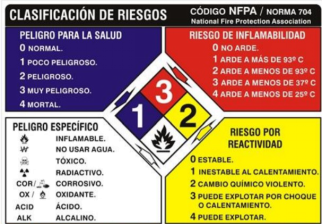 CLASIFICACIÓN DE RIESGOS
CÓDIGO NFPA / NORMA 704
National Fire Protection Association
PELIGRO PARA LA SALUD
0 NORMAL.
1 POCO PELIGROSO.
2 PELIGROSO.
3 MUY PELIGROSO.
4 MORTAL.
RIESGO DE INFLAMABILIDAD
0 NO ARDE.
1 ARDE A MÁS DE 93º C
2 ARDE A MENOS DE 93º C
3 ARDE A MENOS DE 37º C
4 ARDE A MENOS DE 25º C
3
1
2
PELIGRO ESPECÍFICO
INFLAMABLE.
W NO USAR AGUA.
TÓXICO.
RADIACTIVO.
COR/ CORROSIVO.
OX / OXIDANTE.
ACID ÁCIDO.
ALK ALCALINO.
RIESGO POR
REACTIVIDAD
0 ESTABLE.
1 INESTABLE AL CALENTAMIENTO.
2 CAMBIO QUÍMICO VIOLENTO.
3 PUEDE EXPLOTAR POR CHOQUE
O CALENTAMIENTO.
4 PUEDE EXPLOTAR.